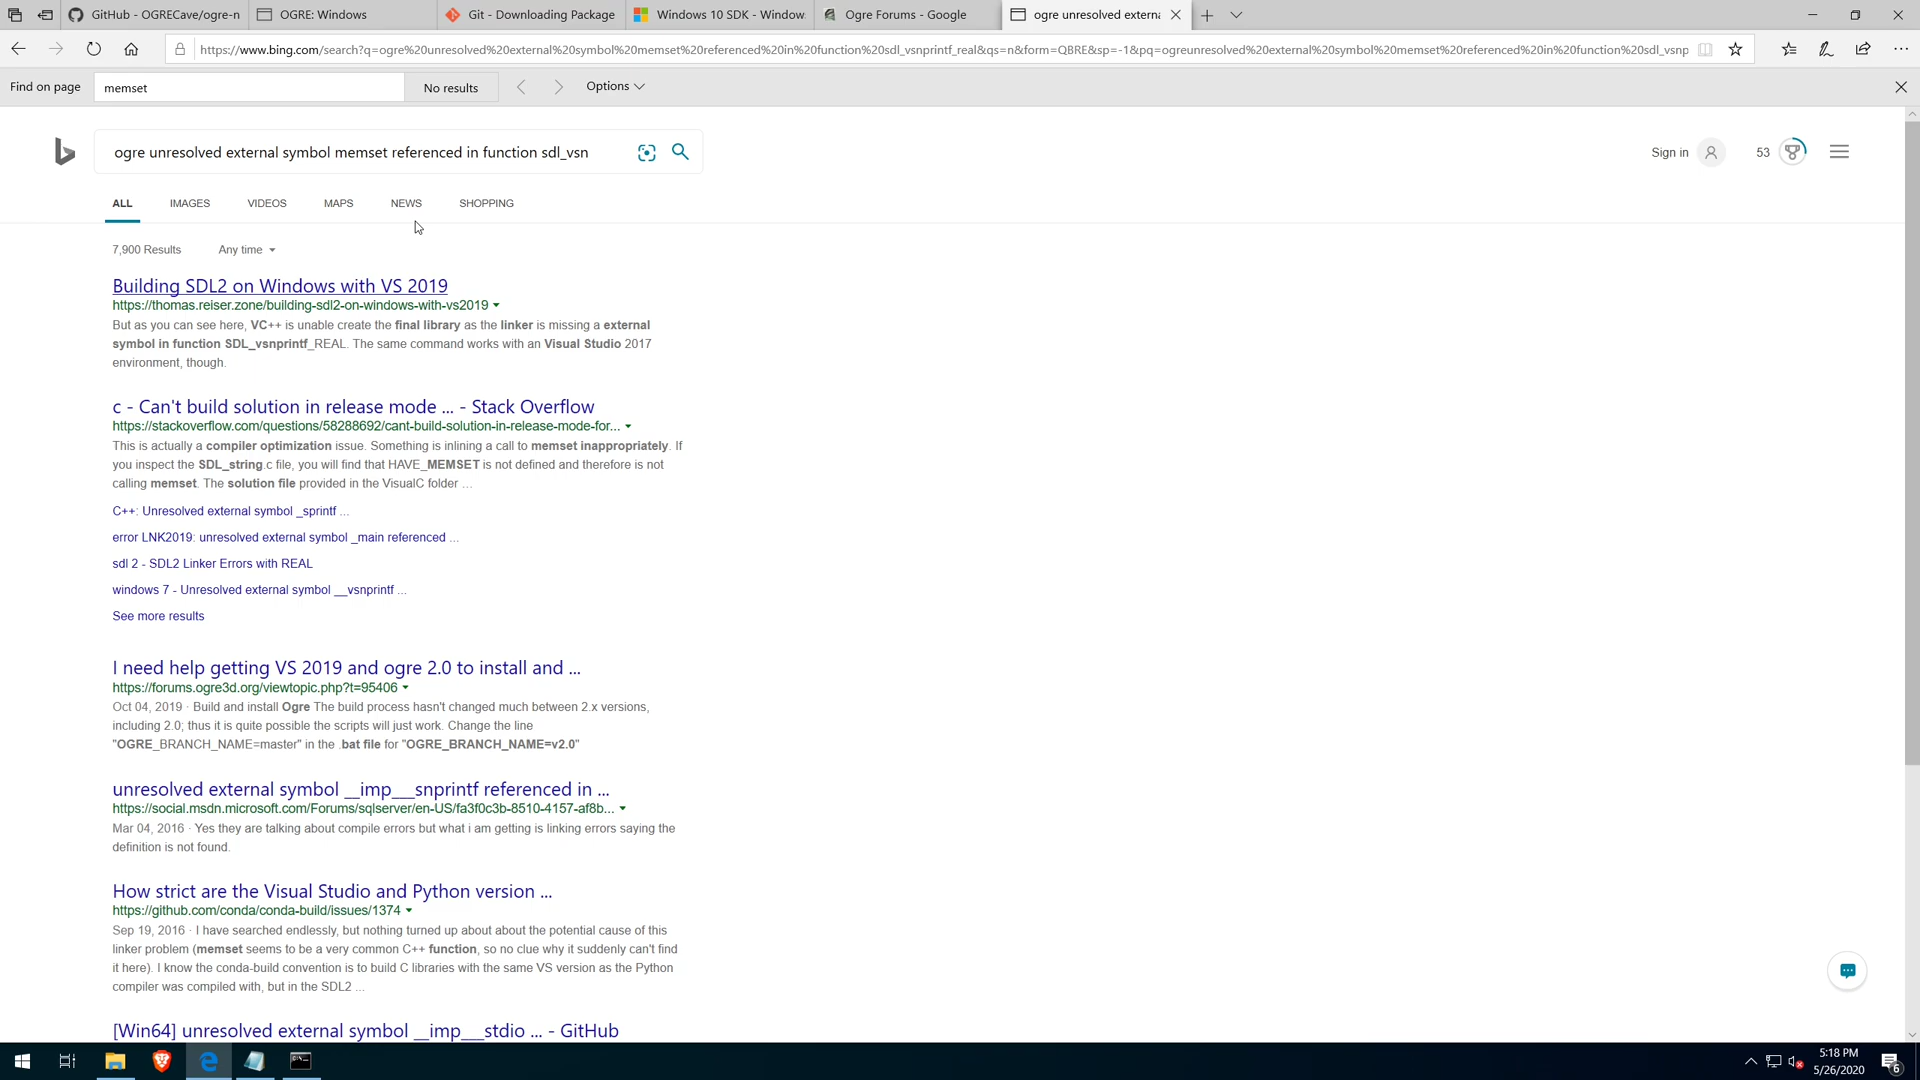 GitHub - OGRECave/ogre-n
OGRE: Windows
Git - Downloading Package
Windows 10 SDK - Window
Ogre Forums - Google
ogre unresolved externa
https://www.bing.com/search?q=ogre%20unresolved%20external%20symbol%20memset%20referenced%20in%20function%20sdl_vsnprintf_real&qs=n&form=QBRE&sp=-1&pq=ogreunresolved%20external%20symbol%20memset%20referenced%20in%20function%20sdl_vsnp
Find on page
memset
No results
Options
ogre unresolved external symbol memset referenced in function sdl_vsn
Sign in
53
ALL
IMAGES
VIDEOS
MAPS
NEWS
SHOPPING
7,900 Results
Any time
Building SDL2 on Windows with VS 2019
https://thomas.reiser.zone/building-sdl2-on-windows-with-vs2019
But as you can see here, VC++ is unable create the final library as the linker is missing a external
symbol in function SDL_vsnprintf_REAL. The same command works with an Visual Studio 2017
environment, though.
c - Can't build solution in release mode ... - Stack Overflow
https://stackoverflow.com/questions/58288692/cant-build-solution-in-release-mode-for...
This is actually a compiler optimization issue. Something is inlining a call to memset inappropriately. If
you inspect the SDL_string.c file, you will find that HAVE_MEMSET is not defined and therefore is not
calling memset. The solution file provided in the VisualC folder ...
C++: Unresolved external symbol _sprintf ...
error LNK2019: unresolved external symbol _main referenced ...
sdl 2 - SDL2 Linker Errors with REAL
windows 7 - Unresolved external symbol __vsnprintf ...
See more results
I need help getting VS 2019 and ogre 2.0 to install and ...
https://forums.ogre3d.org/viewtopic.php?t=95406
Oct 04, 2019 · Build and install Ogre The build process hasn't changed much between 2.x versions,
including 2.0; thus it is quite possible the scripts will just work. Change the line
"OGRE_BRANCH_NAME=master" in the .bat file for "OGRE_BRANCH_NAME=v2.0"
unresolved external symbol __imp___snprintf referenced in ...
https://social.msdn.microsoft.com/Forums/sqlserver/en-US/fa3f0c3b-8510-4157-af8b...
Mar 04, 2016 · Yes they are talking about compile errors but what i am getting is linking errors saying the
definition is not found.
How strict are the Visual Studio and Python version ...
https://github.com/conda/conda-build/issues/1374
Sep 19, 2016 · I have searched endlessly, but nothing turned up about about the potential cause of this
linker problem (memset seems to be a very common C++ function, so no clue why it suddenly can't find
it here). I know the conda-build convention is to build C libraries with the same VS version as the Python
compiler was compiled with, but in the SDL2 ...
[Win64] unresolved external symbol __imp___stdio ... - GitHub
5:18 PM
5/26/2020
6